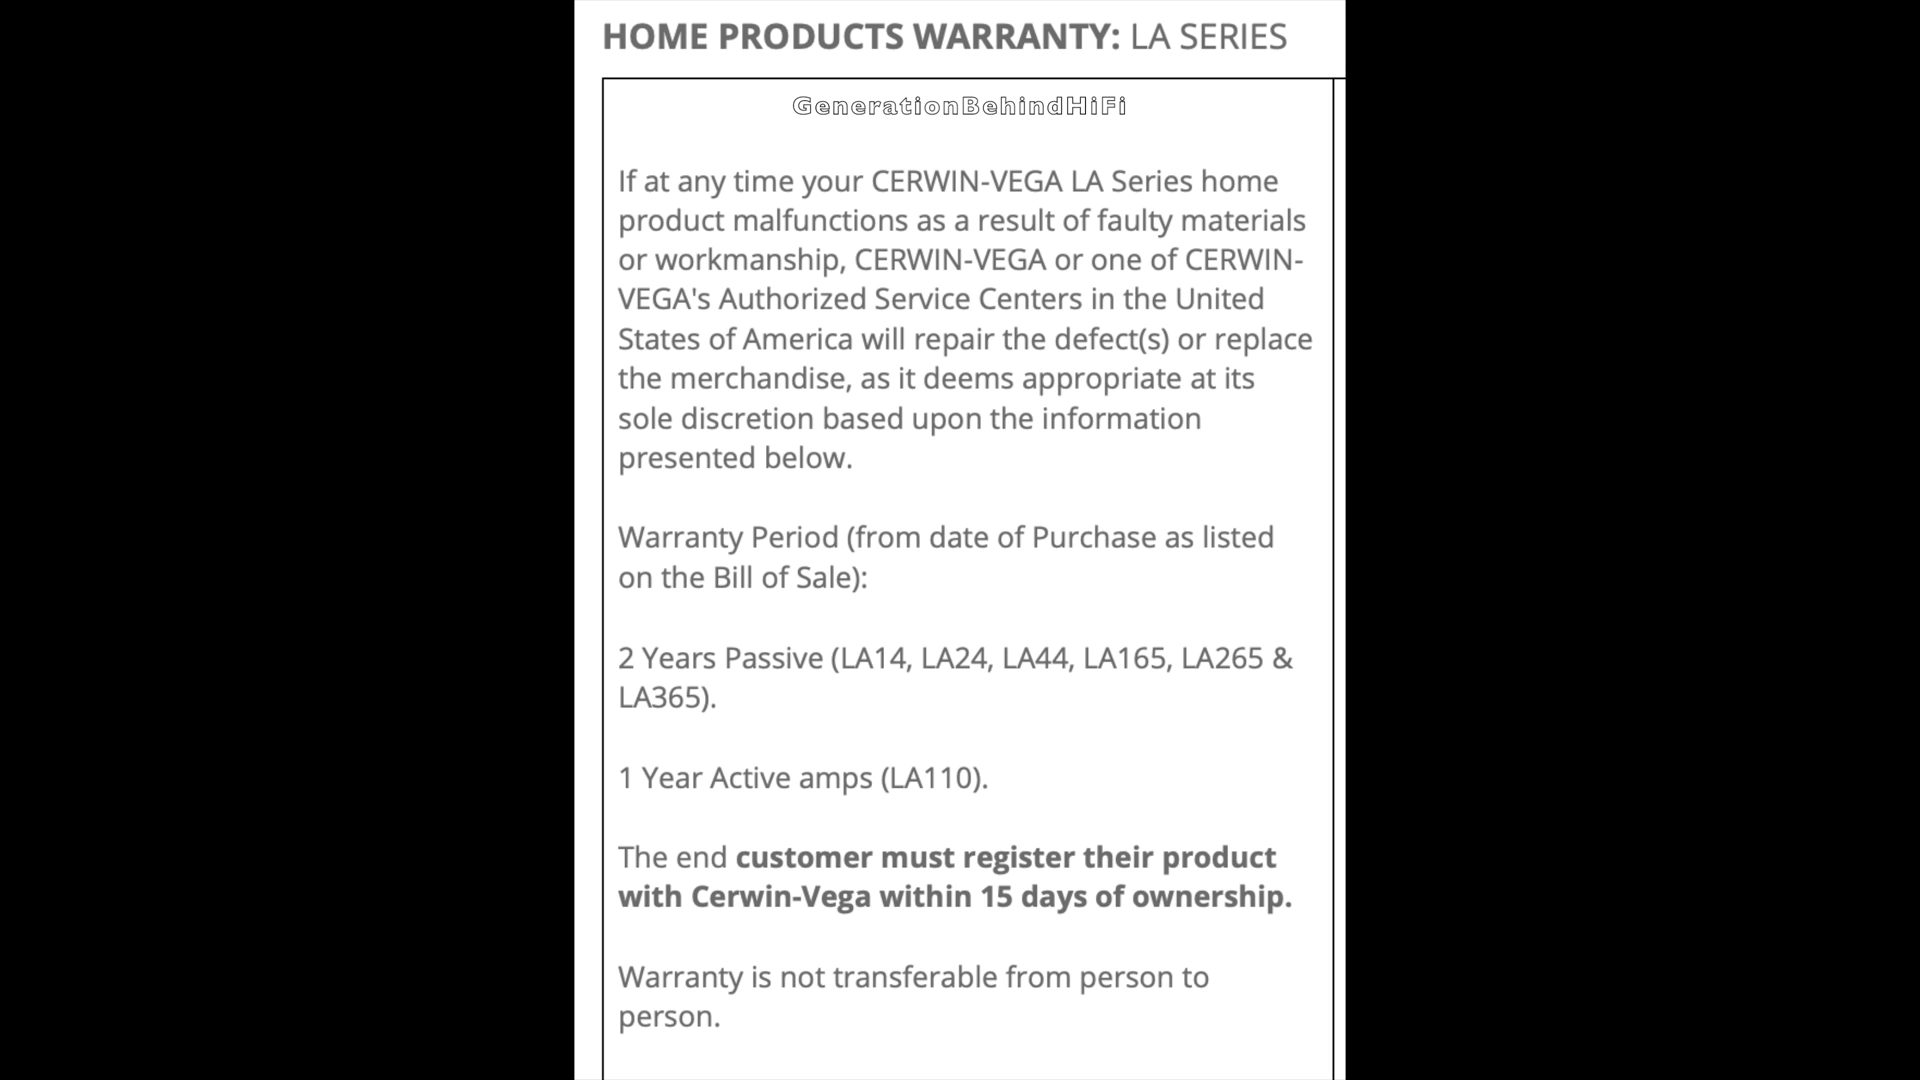 HOME PRODUCTS WARRANTY: LA SERIES
GenerationBehindHiFi
If at any time your CERWIN-VEGA LA Series home
product malfunctions as a result of faulty materials
or workmanship, CERWIN-VEGA or one of CERWIN-
VEGA's Authorized Service Centers in the United
States of America will repair the defect(s) or replace
the merchandise, as it deems appropriate at its
sole discretion based upon the information
presented below.
Warranty Period (from date of Purchase as listed
on the Bill of Sale):
2 Years Passive (LA14, LA24, LA44, LA165, LA265 &
LA365).
1 Year Active amps (LA110).
The end customer must register their product
with Cerwin-Vega within 15 days of ownership.
Warranty is not transferable from person to
person.